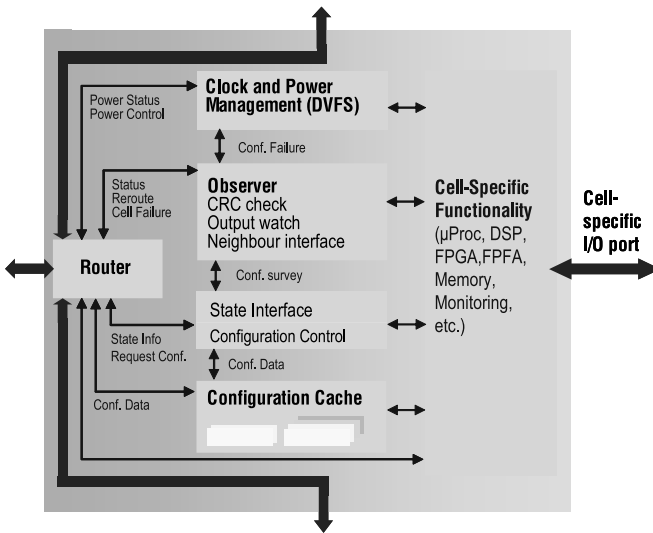 Clock and Power
Management (DVFS)
Power Status
Power Control
Conf. Failure
Status
Reroute
Cell Failure
Observer
CRC check
Output watch
Neighbour interface
Cell-Specific
Functionality
(µProc, DSP,
FPGA,FPFA,
Memory,
Monitoring,
etc.)
Cell-
specific
I/O port
Router
Conf. survey
State Interface
Configuration Control
State Info
Request Conf.
Conf. Data
Configuration Cache
Conf. Data